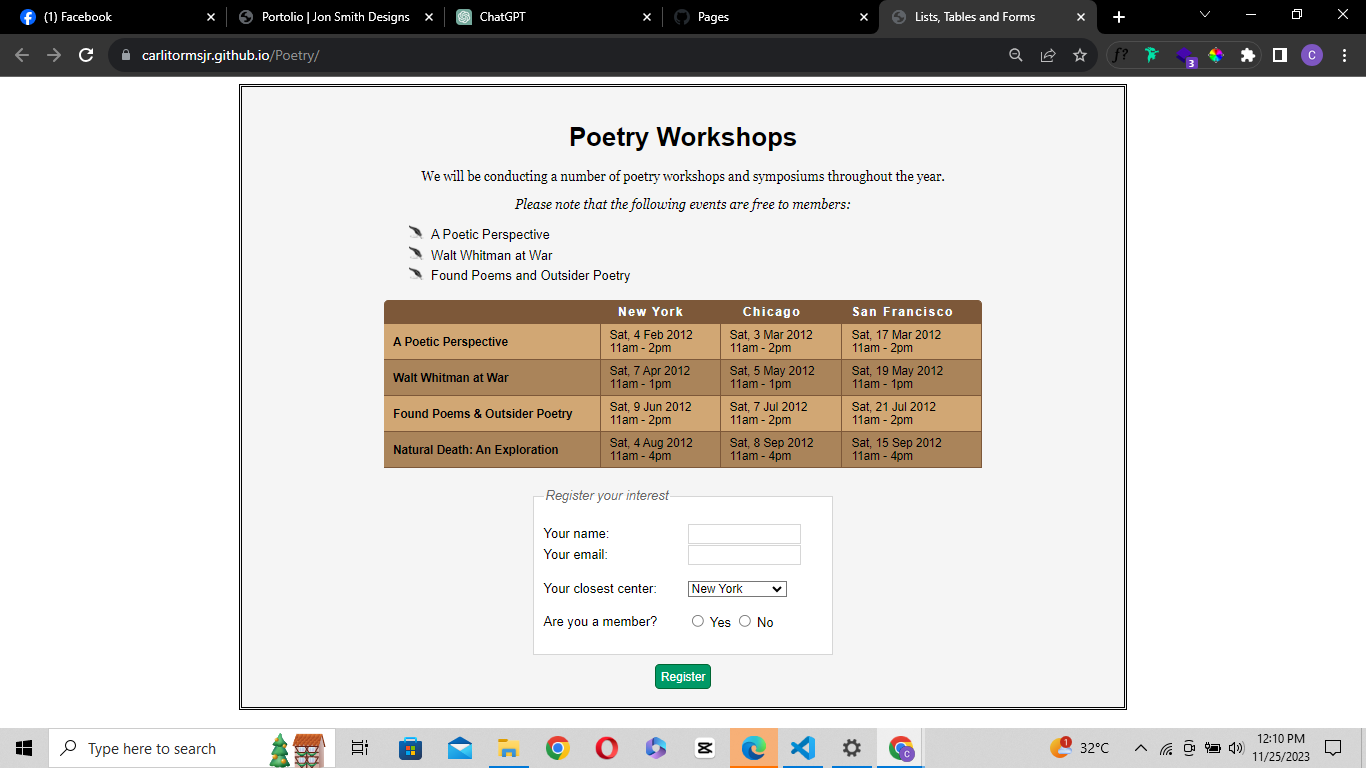 (1) Facebook
Portolio | Jon Smith Designs
ChatGPT
Pages
Lists, Tables and Forms
carlitormsjr.github.io/Poetry/
f?
3
C
Poetry Workshops
We will be conducting a number of poetry workshops and symposiums throughout the year.
Please note that the following events are free to members:
A Poetic Perspective
Walt Whitman at War
Found Poems and Outsider Poetry
New York Chicago San Francisco
A Poetic Perspective Sat, 4 Feb 2012 11am - 2pm Sat, 3 Mar 2012 11am - 2pm Sat, 17 Mar 2012 11am - 2pm
Walt Whitman at War Sat, 7 Apr 2012 11am - 1pm Sat, 5 May 2012 11am - 1pm Sat, 19 May 2012 11am - 1pm
Found Poems & Outsider Poetry Sat, 9 Jun 2012 11am - 2pm Sat, 7 Jul 2012 11am - 2pm Sat, 21 Jul 2012 11am - 2pm
Natural Death: An Exploration Sat, 4 Aug 2012 11am - 4pm Sat, 8 Sep 2012 11am - 4pm Sat, 15 Sep 2012 11am - 4pm
Register your interest
Your name:
Your email:
Your closest center: New York
Are you a member? Yes No
Register
Type here to search
1
32°C
12:10 PM
11/25/2023